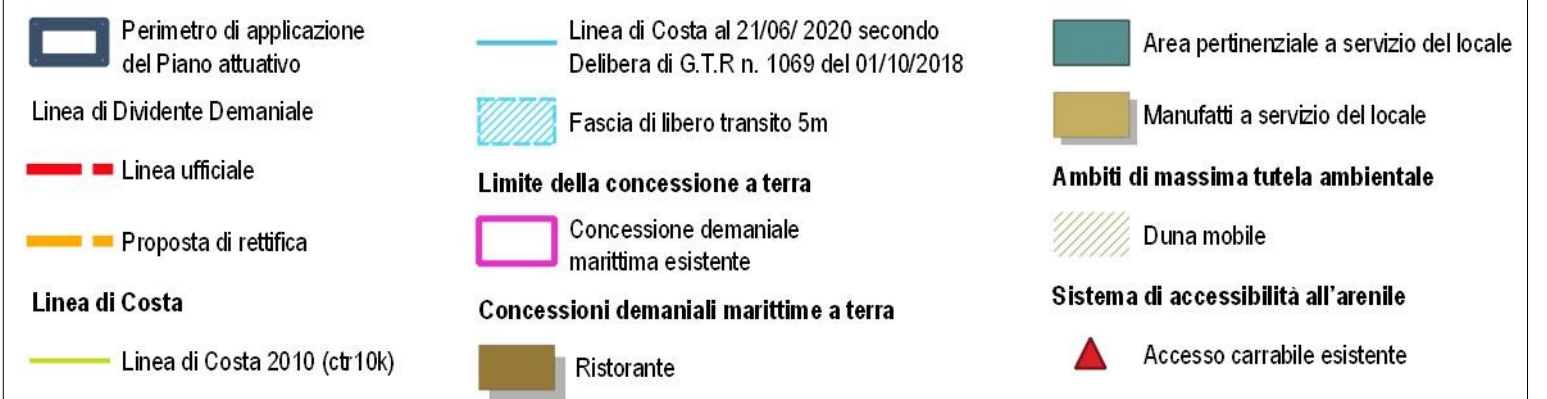 Perimetro di applicazione
del Piano attuativo
Linea di Dividente Demaniale
Linea ufficiale
Proposta di rettifica
Linea di Costa
Linea di Costa 2010 (ctr10k)
Linea di Costa al 21/06/ 2020 secondo
Delibera di G.T.R n. 1069 del 01/10/2018
Fascia di libero transito 5m
Limite della concessione a terra
Concessione demaniale
marittima esistente
Concessioni demaniali marittime a terra
Ristorante
Area pertinenziale a servizio del locale
Manufatti a servizio del locale
Ambiti di massima tutela ambientale
Duna mobile
Sistema di accessibilità all'arenile
Accesso carrabile esistente